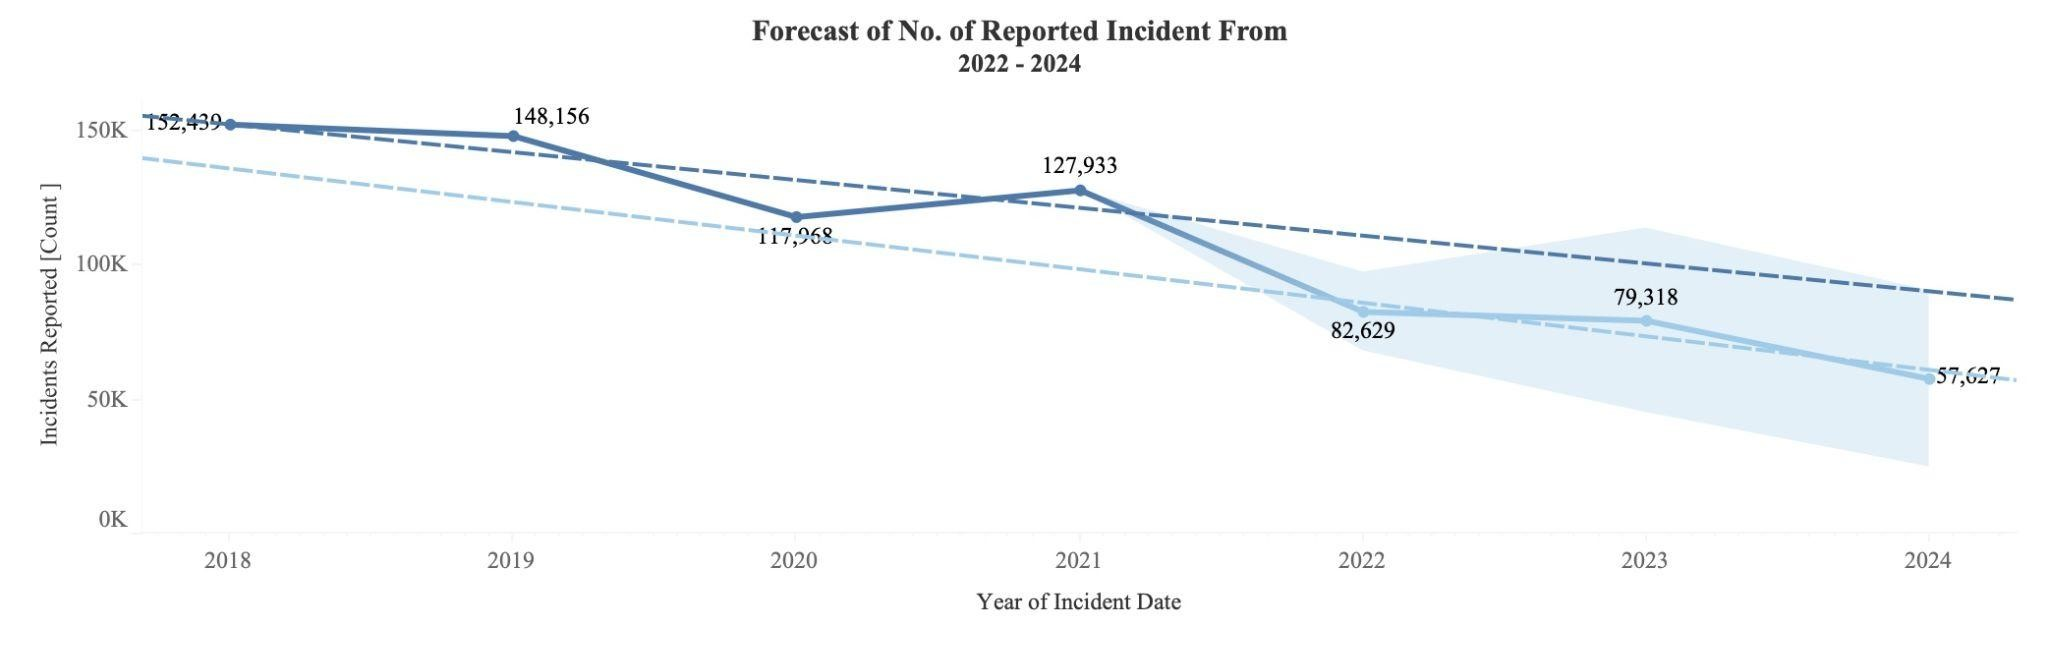 Forecast of No. of Reported Incident From
2022 - 2024
Incidents Reported [Count ]
150K
100K
50K
0K
152,439
148,156
117,968
127,933
82,629
79,318
57,627
2018 2019 2020 2021 2022 2023 2024
Year of Incident Date